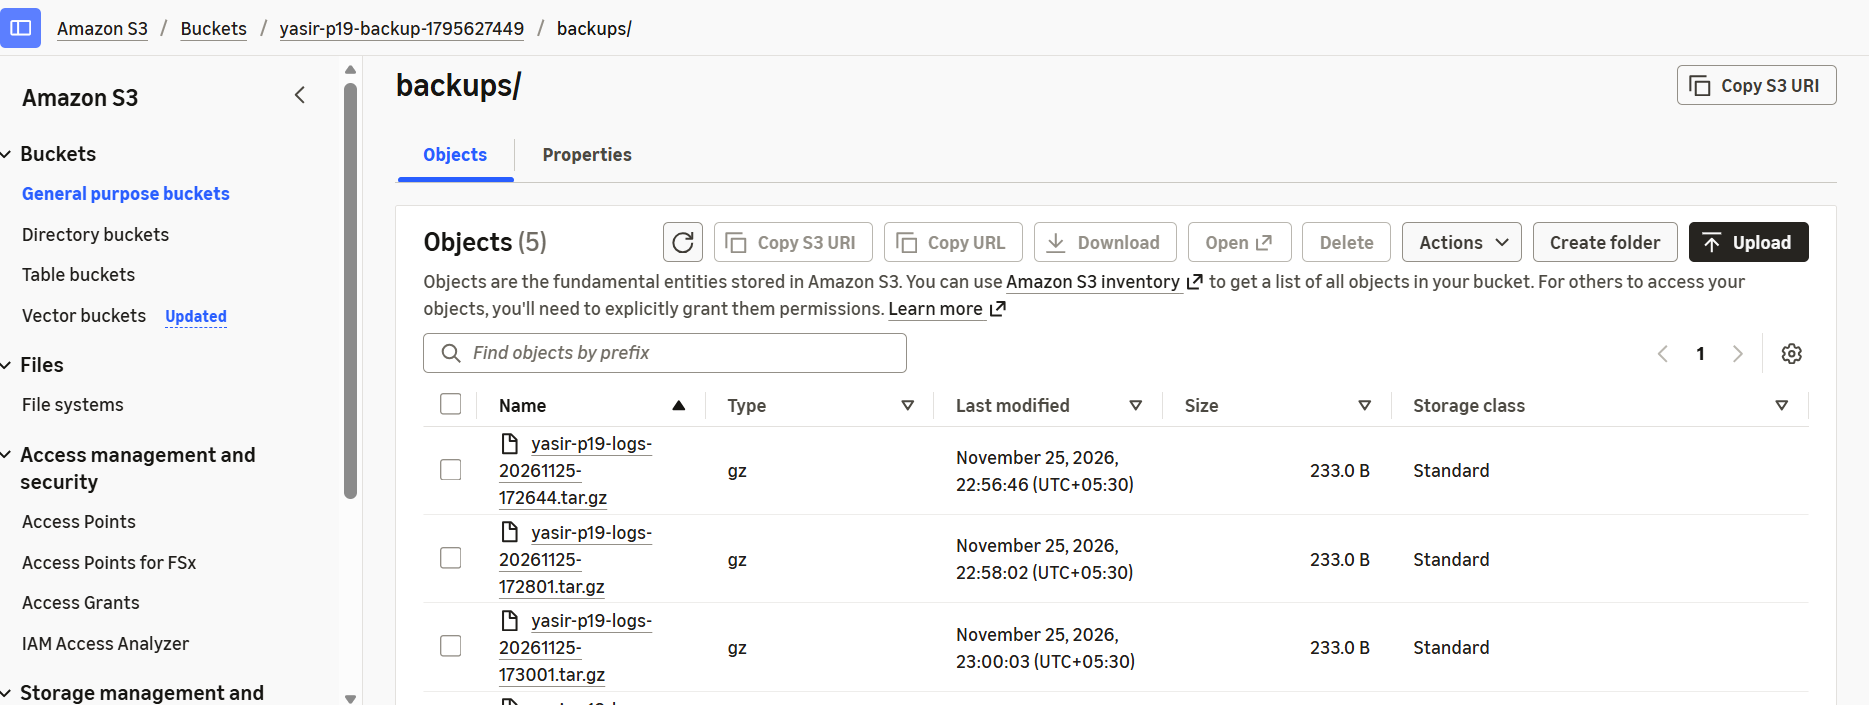 Amazon S3 / Buckets / yasir-p19-backup-1795627449 / backups/
Amazon S3
Buckets
General purpose buckets
Directory buckets
Table buckets
Vector buckets Updated
Files
File systems
Access management and
security
Access Points
Access Points for FSx
Access Grants
IAM Access Analyzer
Storage management and
backups/
Copy S3 URI
Objects Properties
Objects (5) Copy S3 URI Copy URL Download Open Delete Actions Create folder Upload
Objects are the fundamental entities stored in Amazon S3. You can use Amazon S3 inventory to get a list of all objects in your bucket. For others to access your
objects, you'll need to explicitly grant them permissions. Learn more
Find objects by prefix
1
Name Type Last modified Size Storage class
yasir-p19-logs-
20261125-
172644.tar.gz
gz
November 25, 2026,
22:56:46 (UTC+05:30)
233.0 B
Standard
yasir-p19-logs-
20261125-
172801.tar.gz
gz
November 25, 2026,
22:58:02 (UTC+05:30)
233.0 B
Standard
yasir-p19-logs-
20261125-
173001.tar.gz
gz
November 25, 2026,
23:00:03 (UTC+05:30)
233.0 B
Standard